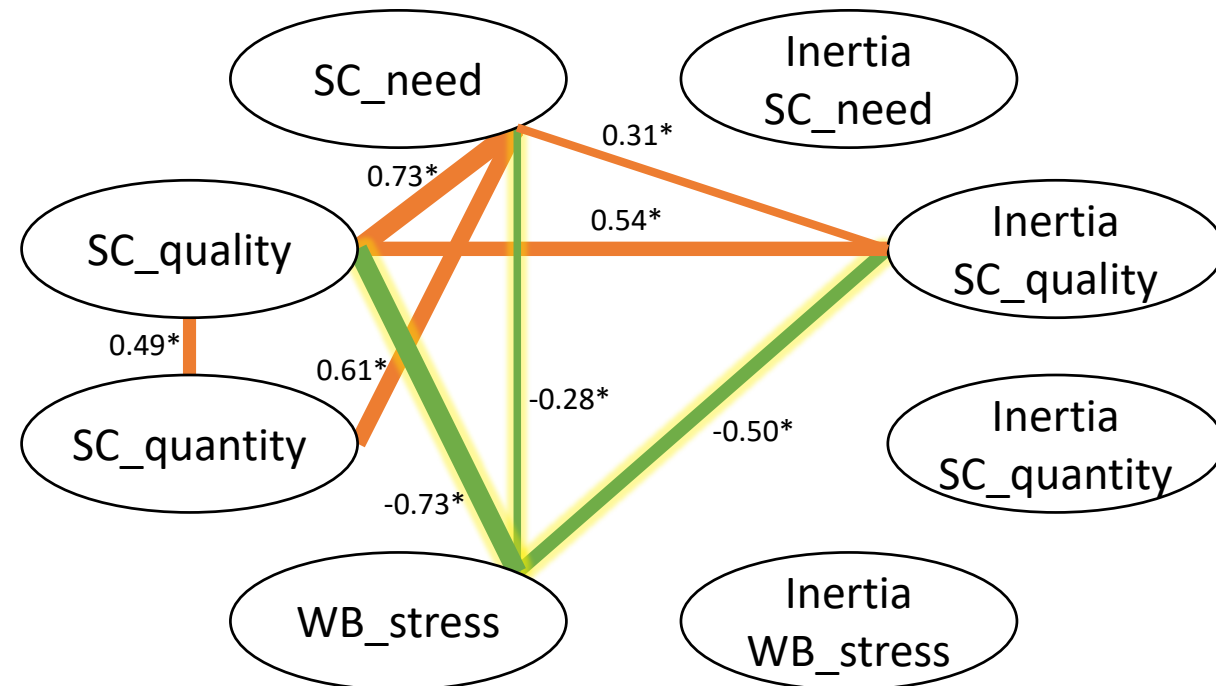 SC_need
Inertia
SC_need
0.31*
0.73*
SC_quality
0.54*
Inertia
SC_quality
0.49*
0.61*
-0.28*
SC_quantity
-0.50*
Inertia
SC_quantity
-0.73*
WB_stress
Inertia
WB_stress